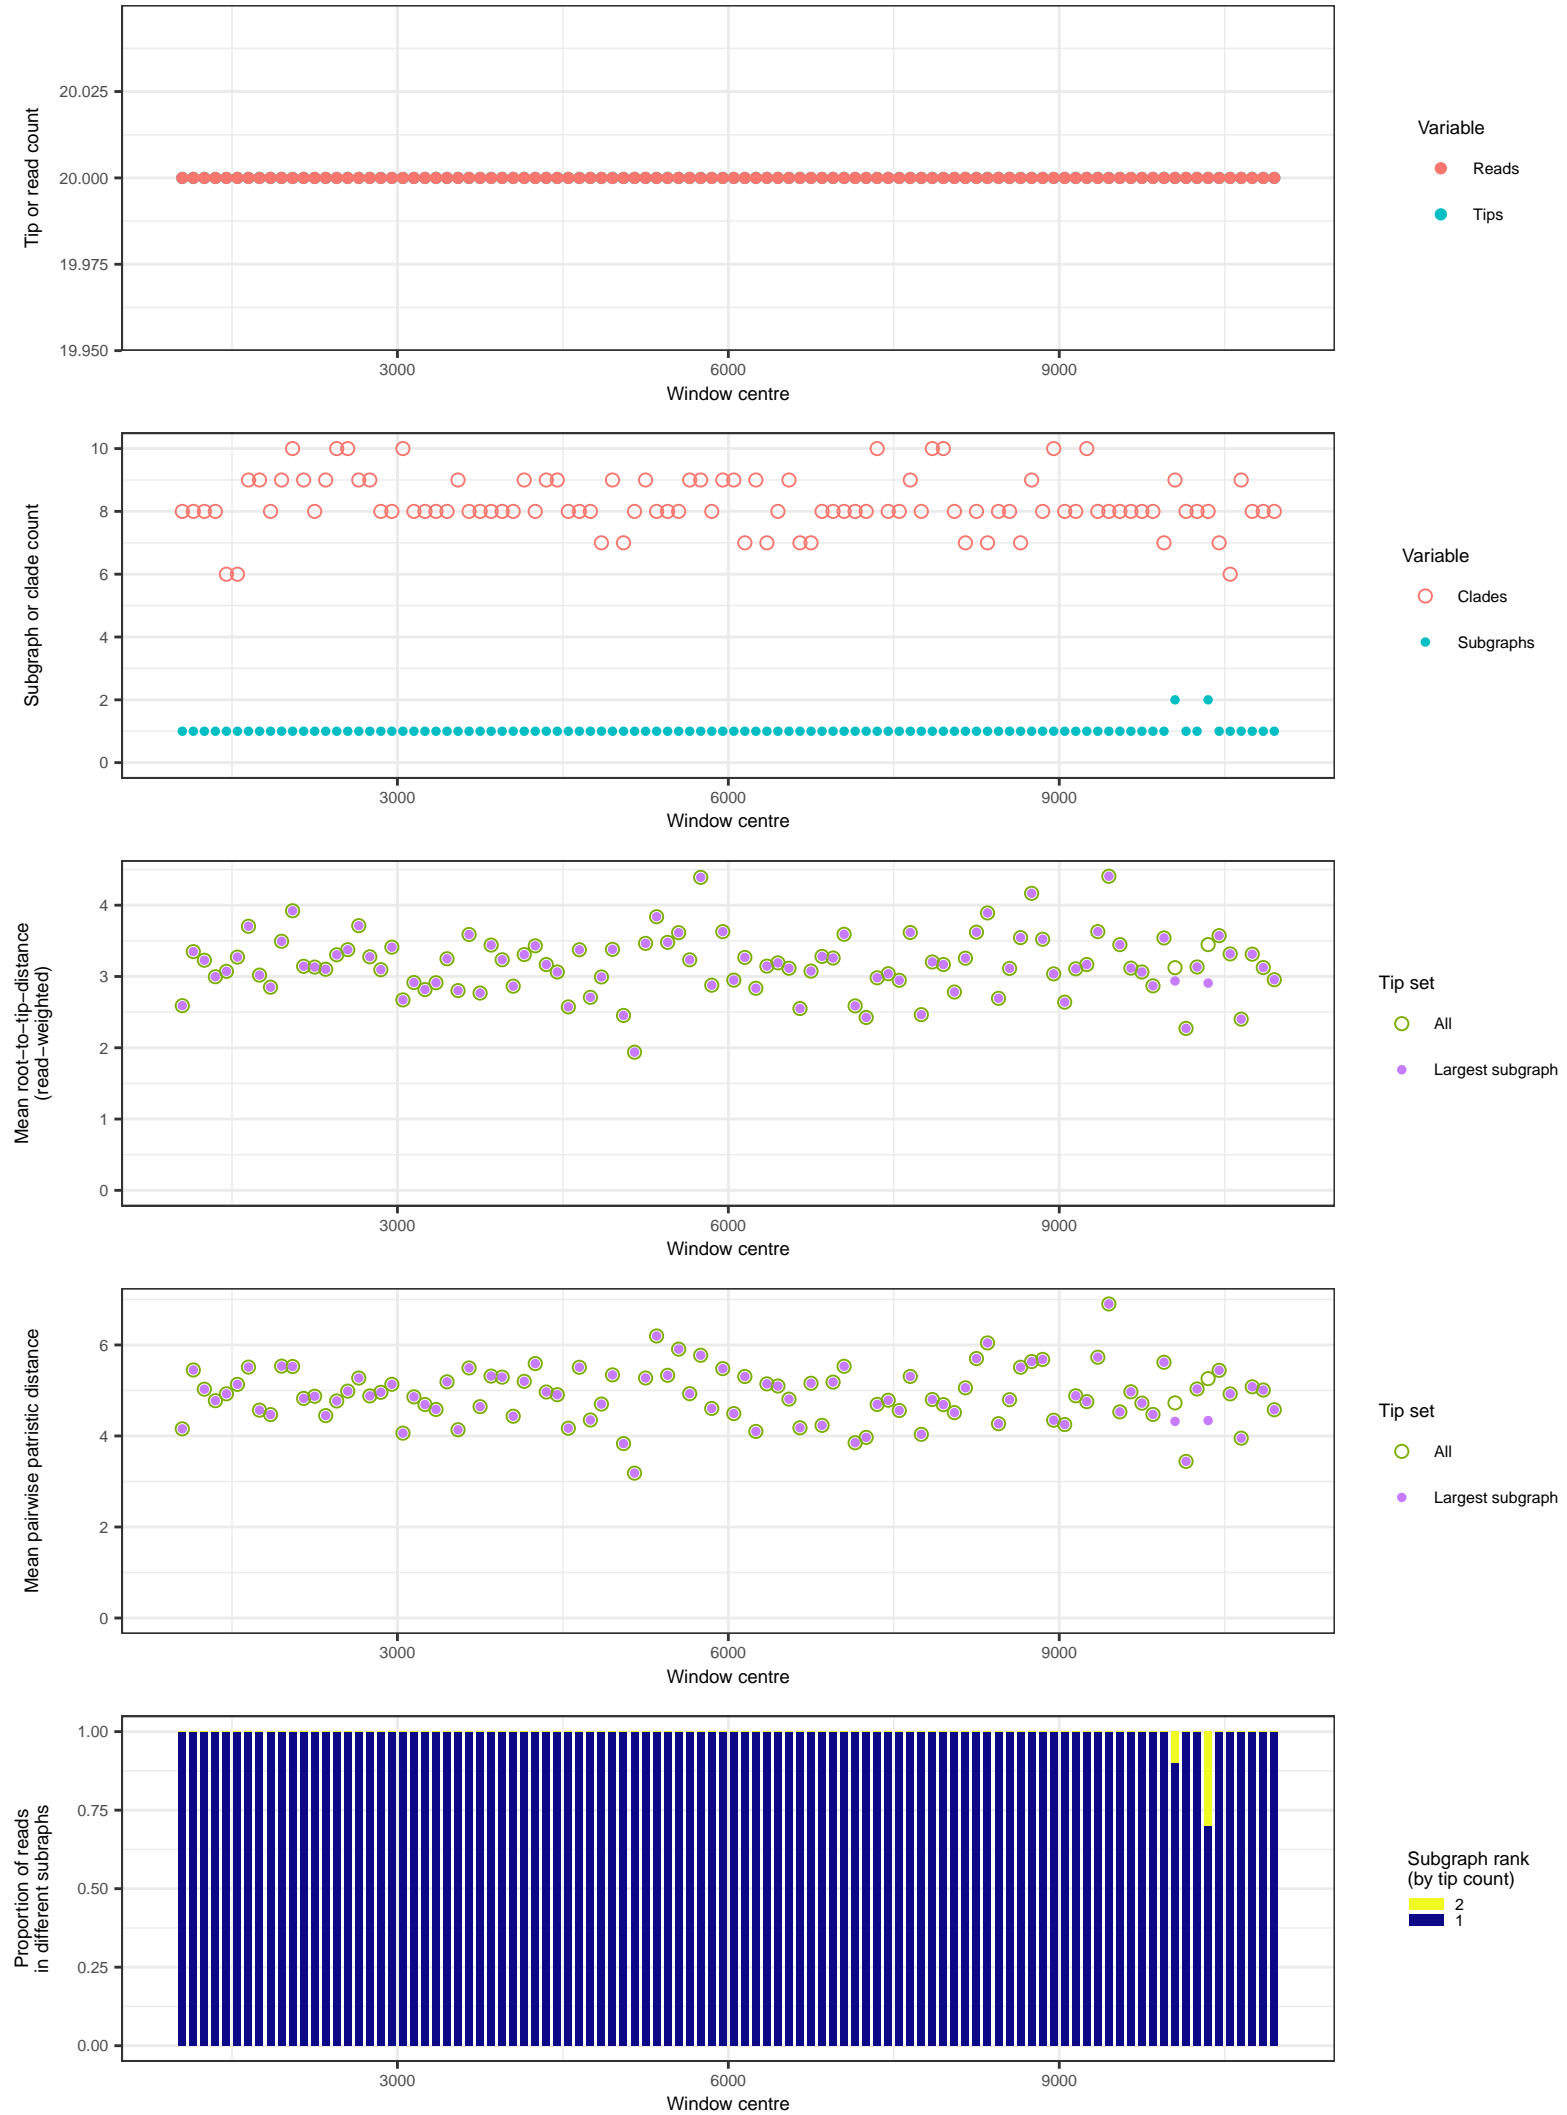 Tip or read count
20.025
20.000
19.975
19.950
3000
6000
9000
Window centre
Variable
Reads
Tips
Subgraph or clade count
10
8
6
4
2
0
3000
6000
9000
Window centre
Variable
Clades
Subgraphs
Mean root−to−tip−distance
(read−weighted)
4
3
2
1
0
3000
6000
9000
Window centre
Tip set
All
Largest subgraph
Mean pairwise patristic distance
6
4
2
0
3000
6000
9000
Window centre
Tip set
All
Largest subgraph
Proportion of reads
in different subraphs
1.00
0.75
0.50
0.25
0.00
3000
6000
9000
Window centre
Subgraph rank
(by tip count)
2
1